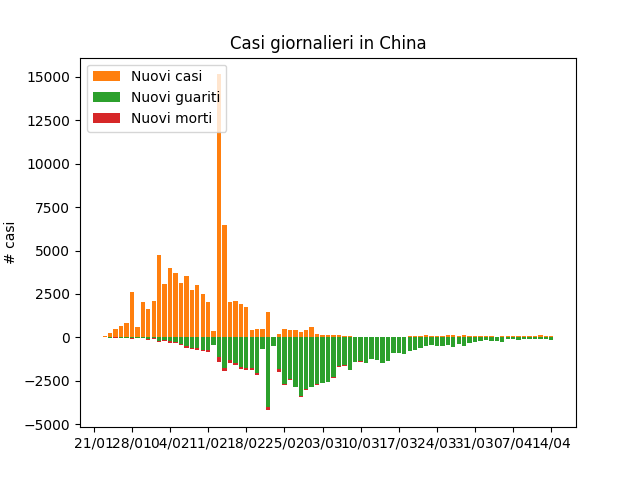 Casi giornalieri in China
Nuovi casi
Nuovi guariti
Nuovi morti
# casi
15000
12500
10000
7500
5000
2500
0
−2500
−5000
21/01 28/01 04/02 11/02 18/02 25/02 03/03 10/03 17/03 24/03 31/03 07/04 14/04